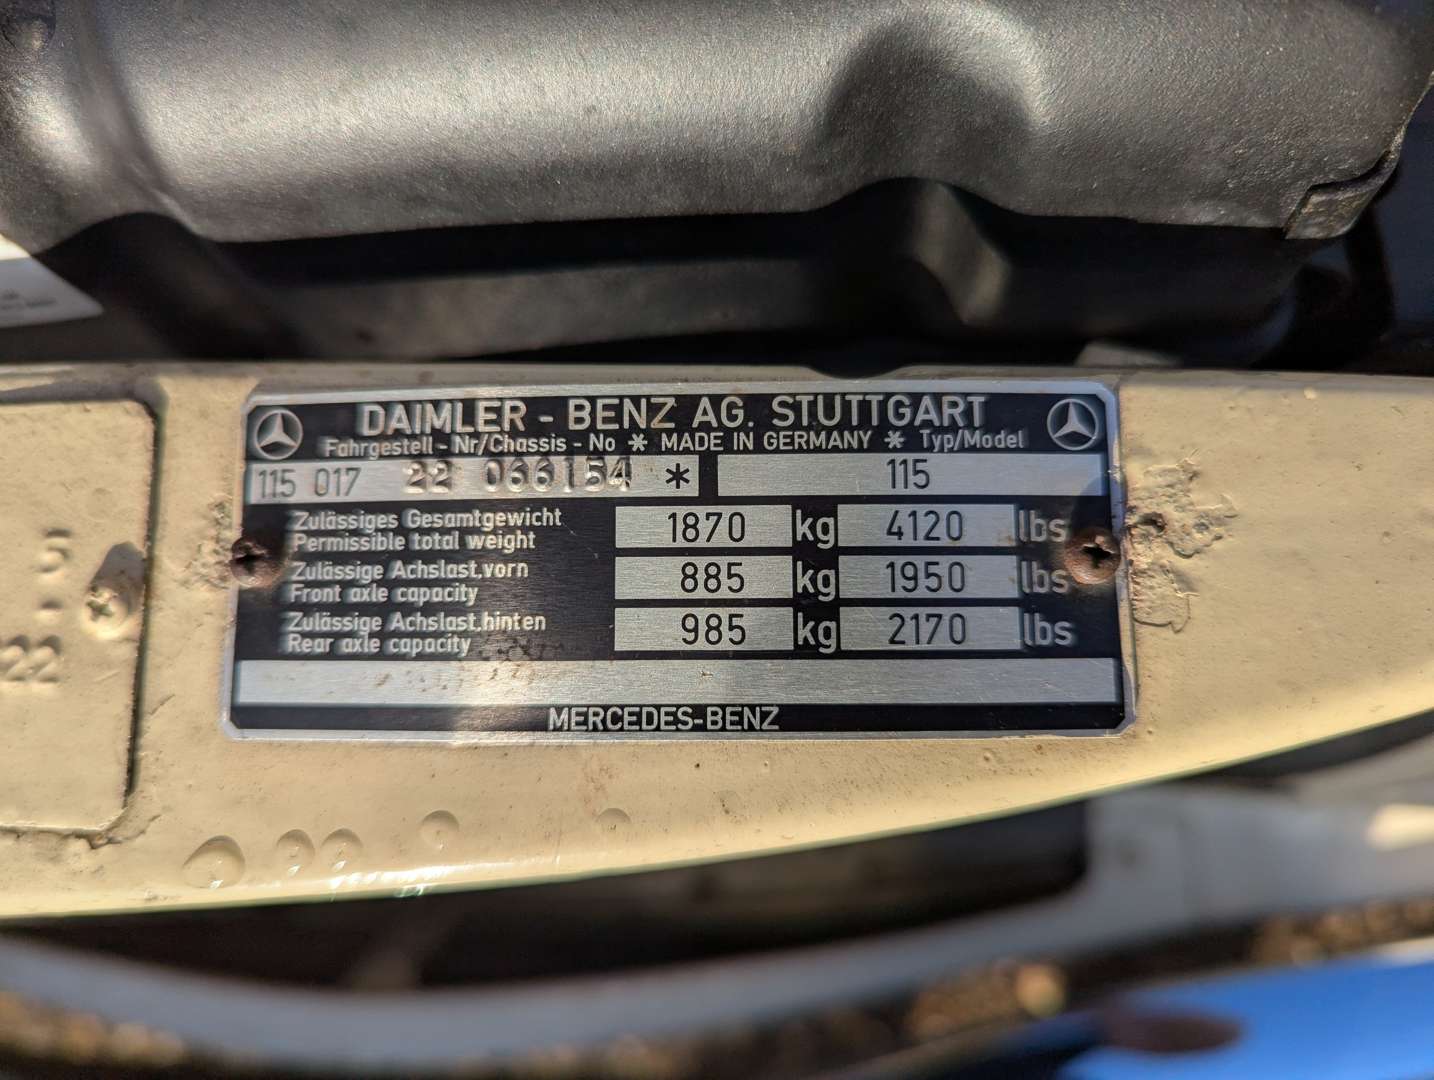 DAIMLER - BENZ AG. STUTTGART
Fahrgestell - Nr/Chassis - No * MADE IN GERMANY * Typ/Model
115 017 22 066154 * 115
Zulässiges Gesamtgewicht
Permissible total weight 1870 kg 4120 lbs
Zulässige Achslast,vorn
Front axle capacity 885 kg 1950 lbs
Zulässige Achslast,hinten
Rear axle capacity 985 kg 2170 lbs
MERCEDES-BENZ
5
22